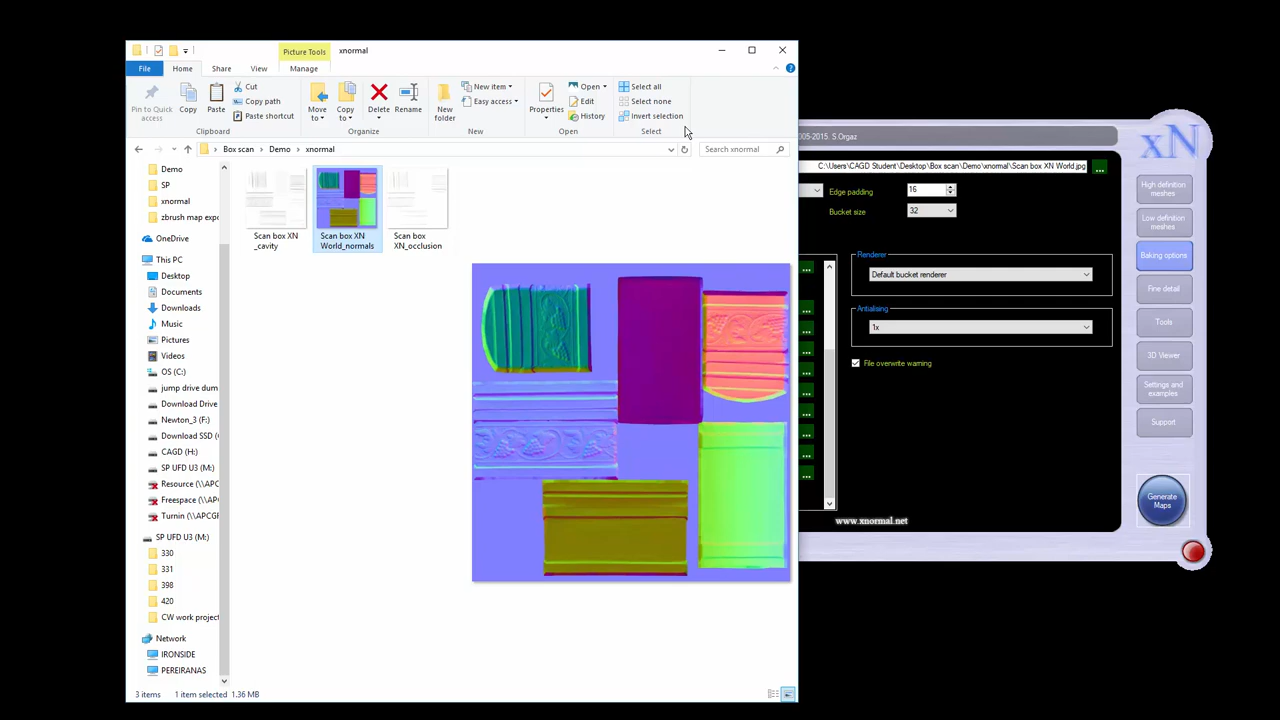 Picture Tools
xnormal
File
Home
Share
View
Manage
Pin to Quick access
Copy
Paste
Cut
Copy path
Paste shortcut
Clipboard
Move to
Copy to
Delete
Rename
Organize
New folder
New item
Easy access
New
Properties
Open
Edit
History
Open
Select all
Select none
Invert selection
Select
Box scan
Demo
xnormal
Search xnormal
Demo
SP
xnormal
zbrush map expo
OneDrive
This PC
Desktop
Documents
Downloads
Music
Pictures
Videos
OS (C:)
jump drive dum
Download Drive
Newton_3 (F:)
Download SSD (
CAGD (H:)
SP UFD U3 (M:)
Resource (\\APC
Freespace (\\AP
Turnin (\\APCGF
SP UFD U3 (M:)
330
331
398
420
CW work project
Network
IRONSIDE
PEREIRANAS
Scan box XN
_cavity
Scan box XN
World_normals
Scan box
XN_occlusion
3 items
1 item selected 1.36 MB
005-2015. S.Orgaz
xN
C:\Users\CAGD Student\Desktop\Box scan\Demo\xnormal\Scan box XN World.jpg
...
Edge padding
16
Bucket size
32
Renderer
Default bucket renderer
Antialising
1x
File overwrite warning
www.xnormal.net
High definition meshes
Low definition meshes
Baking options
Fine detail
Tools
3D Viewer
Settings and examples
Support
Generate Maps